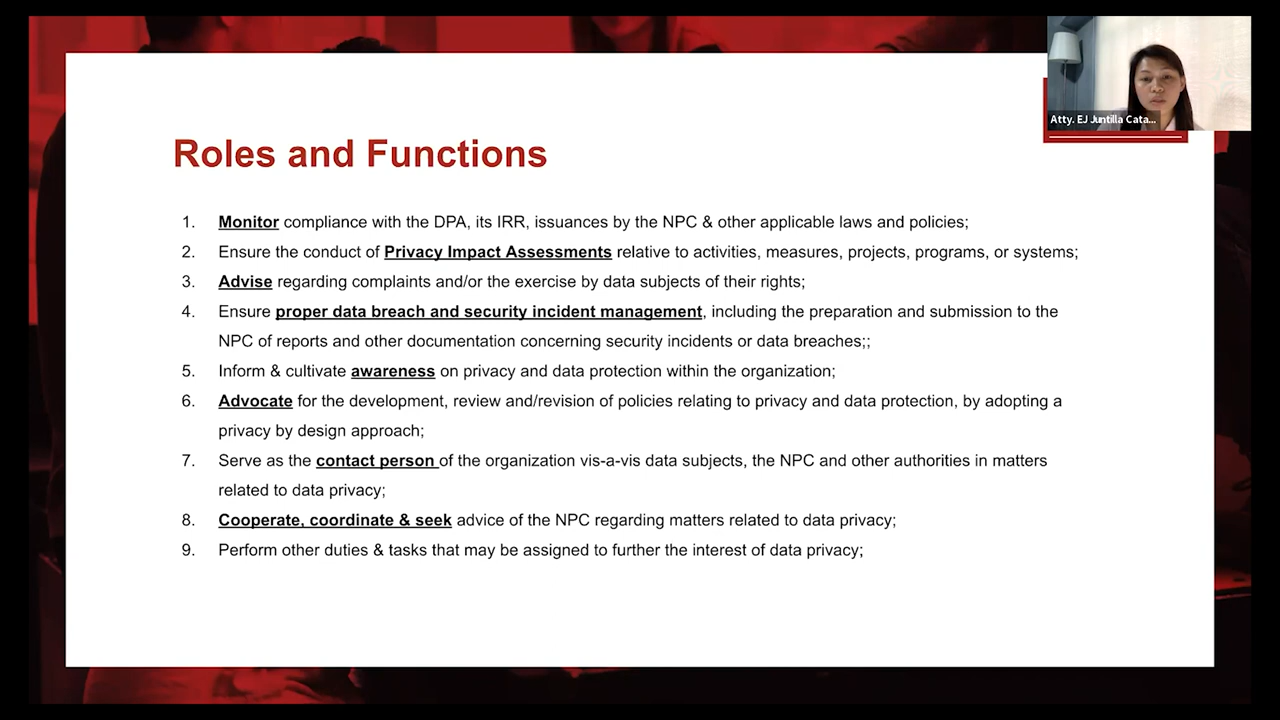 Atty. EJ Juntilla Cata...
Roles and Functions
1. Monitor compliance with the DPA, its IRR, issuances by the NPC & other applicable laws and policies;
2. Ensure the conduct of Privacy Impact Assessments relative to activities, measures, projects, programs, or systems;
3. Advise regarding complaints and/or the exercise by data subjects of their rights;
4. Ensure proper data breach and security incident management, including the preparation and submission to the
NPC of reports and other documentation concerning security incidents or data breaches;;
5. Inform & cultivate awareness on privacy and data protection within the organization;
6. Advocate for the development, review and/revision of policies relating to privacy and data protection, by adopting a
privacy by design approach;
7. Serve as the contact person of the organization vis-a-vis data subjects, the NPC and other authorities in matters
related to data privacy;
8. Cooperate, coordinate & seek advice of the NPC regarding matters related to data privacy;
9. Perform other duties & tasks that may be assigned to further the interest of data privacy;